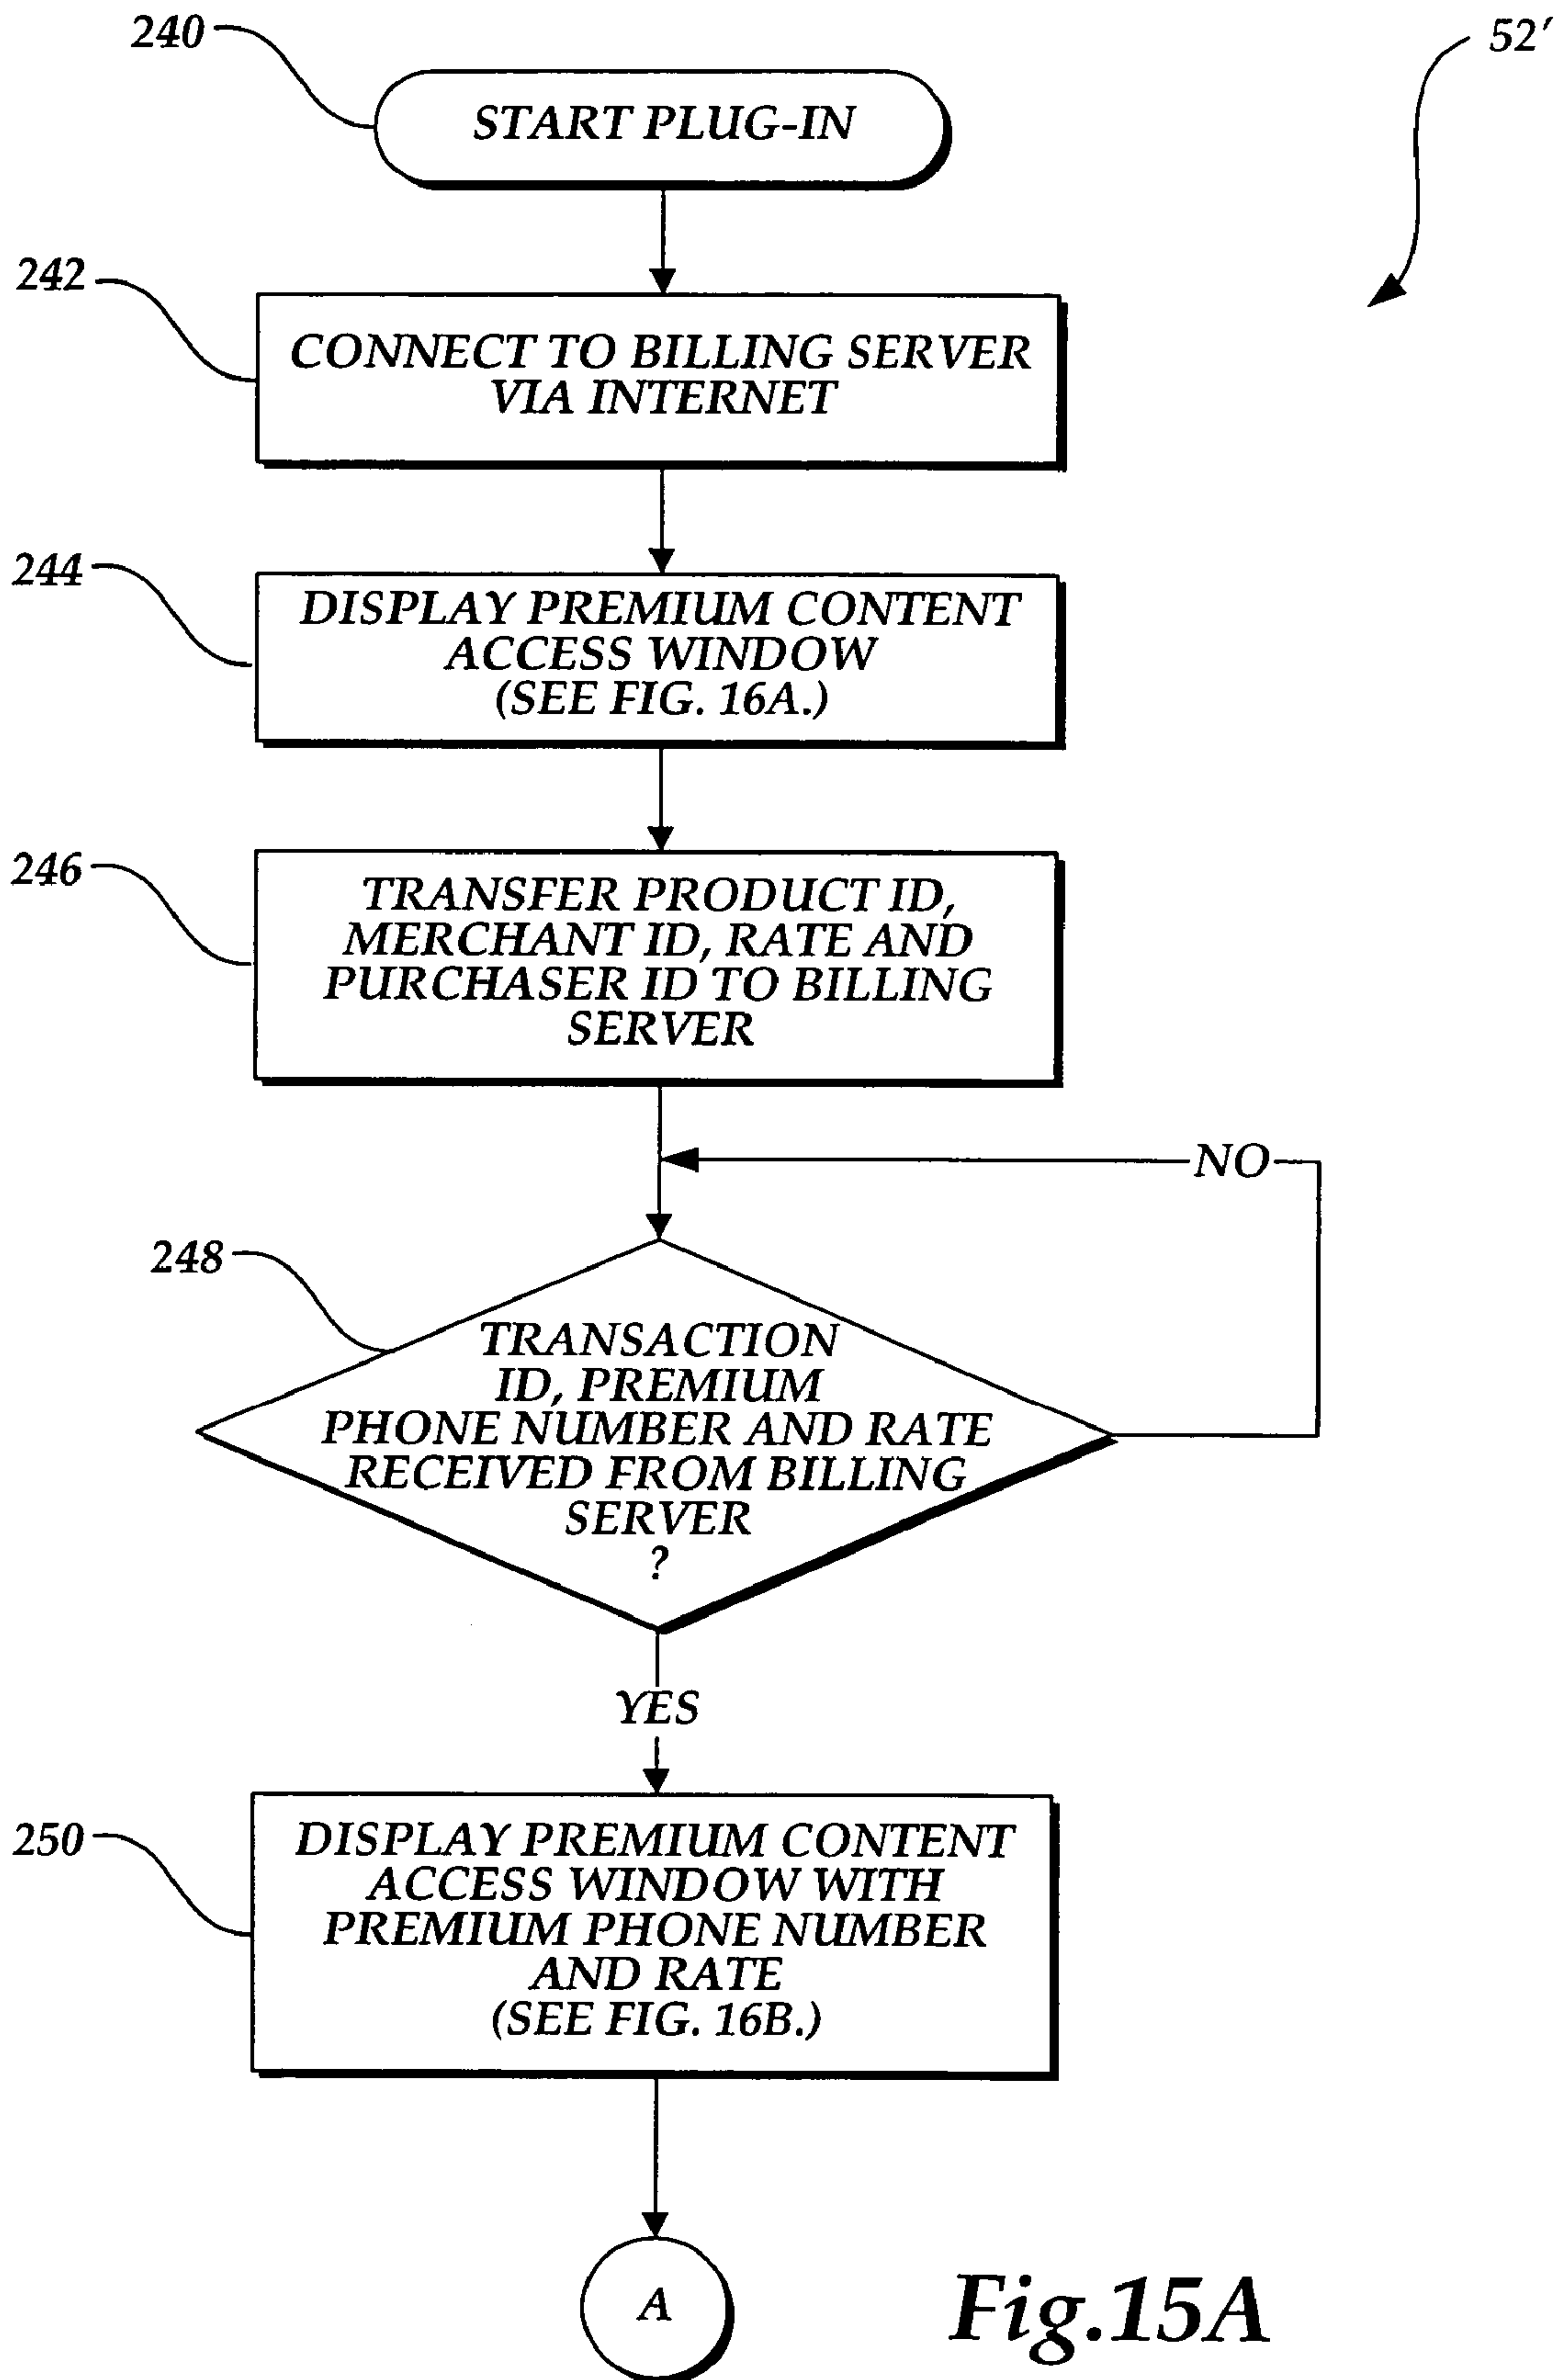 240
52'
START PLUG-IN
242
CONNECT TO BILLING SERVER
VIA INTERNET
244
DISPLAY PREMIUM CONTENT
ACCESS WINDOW
(SEE FIG. 16A.)
246
TRANSFER PRODUCT ID,
MERCHANT ID, RATE AND
PURCHASER ID TO BILLING
SERVER
NO
248
TRANSACTION
ID, PREMIUM
PHONE NUMBER AND RATE
RECEIVED FROM BILLING
SERVER
?
YES
250
DISPLAY PREMIUM CONTENT
ACCESS WINDOW WITH
PREMIUM PHONE NUMBER
AND RATE
(SEE FIG. 16B.)
A
Fig.15A